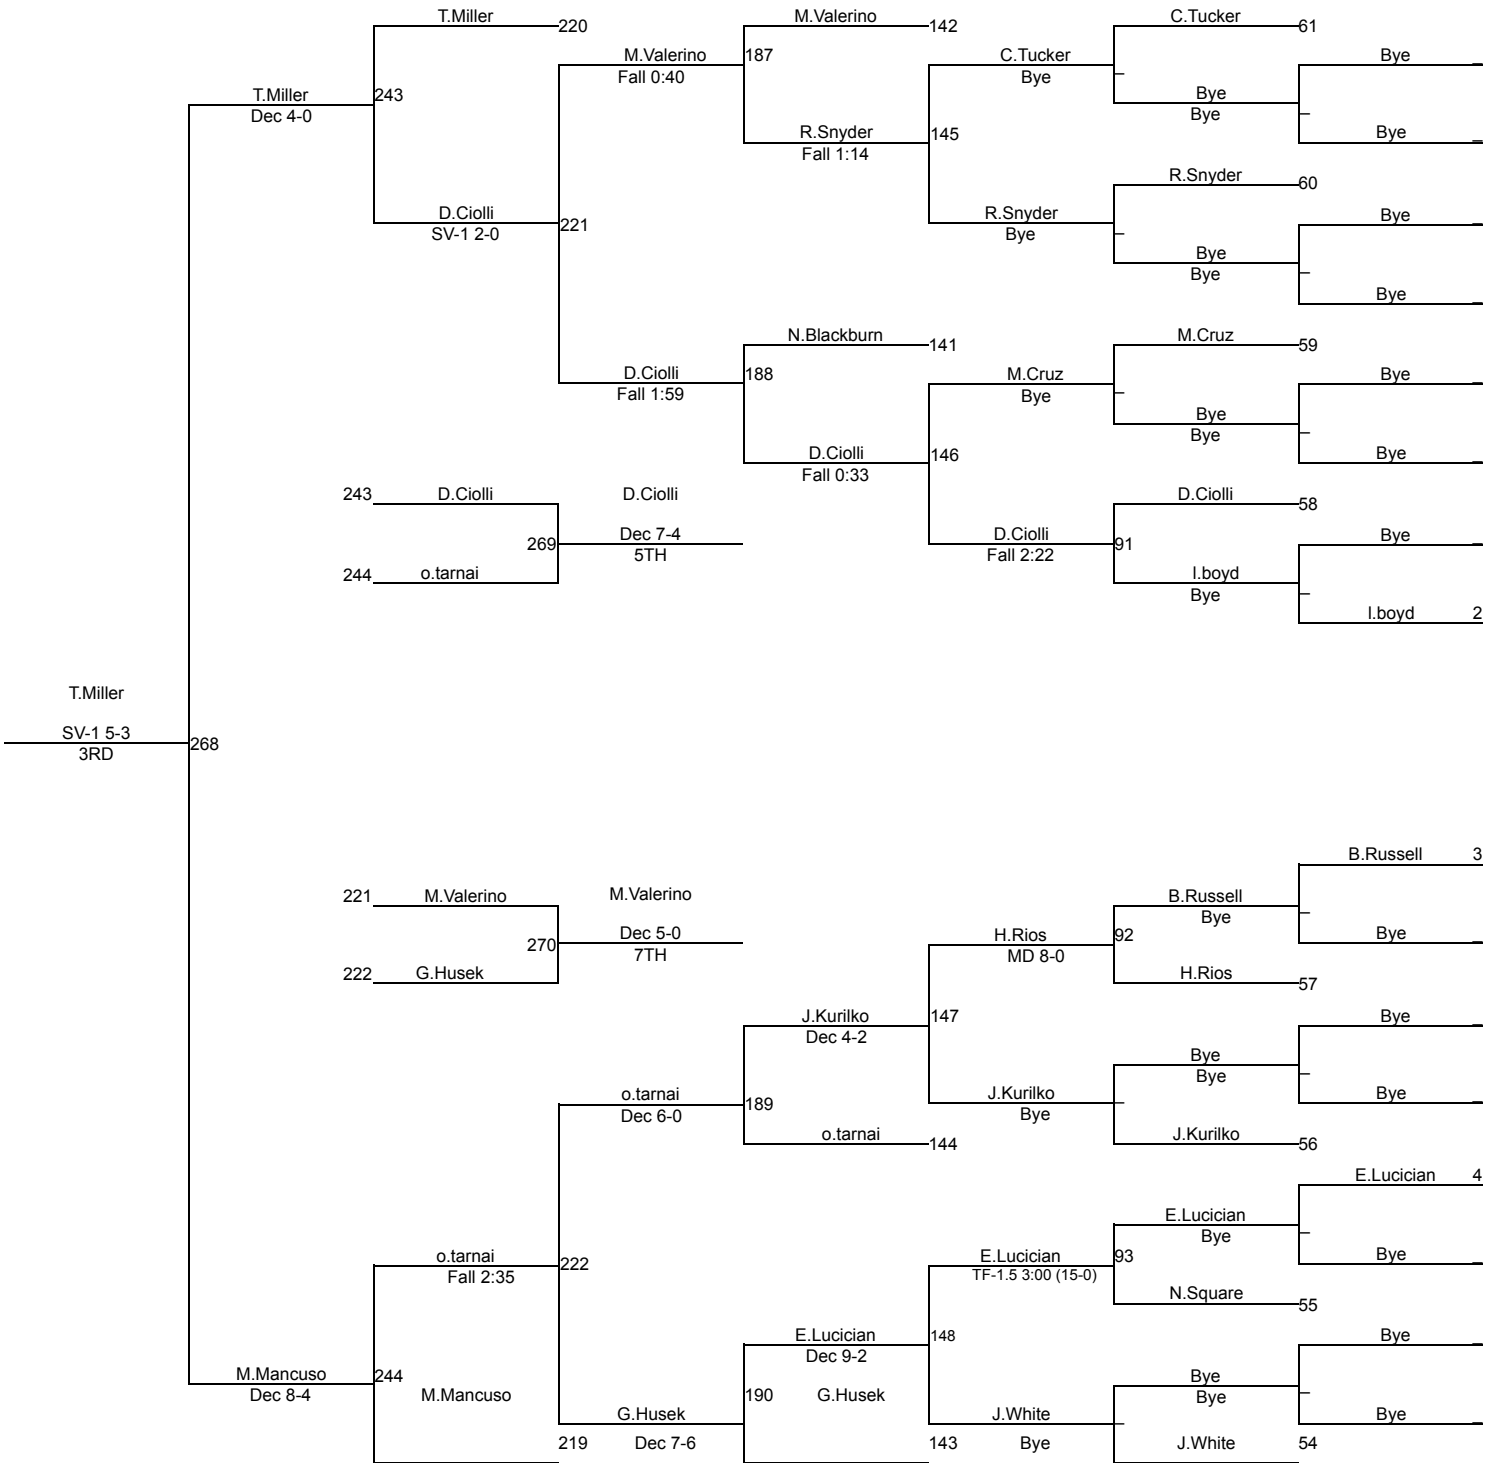 T.Miller
220
M.Valerino
142
C.Tucker
61
M.Valerino
Fall 0:40
187
C.Tucker
Bye
Bye
T.Miller
Dec 4-0
243
Bye
Bye
R.Snyder
Fall 1:14
145
Bye
R.Snyder
60
D.Ciolli
SV-1 2-0
221
R.Snyder
Bye
Bye
Bye
Bye
Bye
N.Blackburn
141
M.Cruz
59
D.Ciolli
Fall 1:59
188
M.Cruz
Bye
Bye
Bye
Bye
D.Ciolli
Fall 0:33
146
Bye
243
D.Ciolli
D.Ciolli
D.Ciolli
58
269
Dec 7-4
5TH
D.Ciolli
Fall 2:22
91
Bye
244
o.tarnai
l.boyd
Bye
l.boyd 2
T.Miller
SV-1 5-3
3RD
268
B.Russell 3
221
M.Valerino
M.Valerino
B.Russell
Bye
270
Dec 5-0
7TH
H.Rios
MD 8-0
92
Bye
222
G.Husek
H.Rios
57
J.Kurilko
Dec 4-2
147
Bye
Bye
Bye
o.tarnai
Dec 6-0
189
J.Kurilko
Bye
Bye
o.tarnai
144
J.Kurilko
56
E.Lucician 4
E.Lucician
Bye
o.tarnai
Fall 2:35
222
E.Lucician
TF-1.5 3:00 (15-0)
93
Bye
N.Square
55
E.Lucician
Dec 9-2
148
Bye
M.Mancuso
Dec 8-4
244
M.Mancuso
190
G.Husek
Bye
Bye
G.Husek
Dec 7-6
J.White
Bye
Bye
219
143
J.White
54